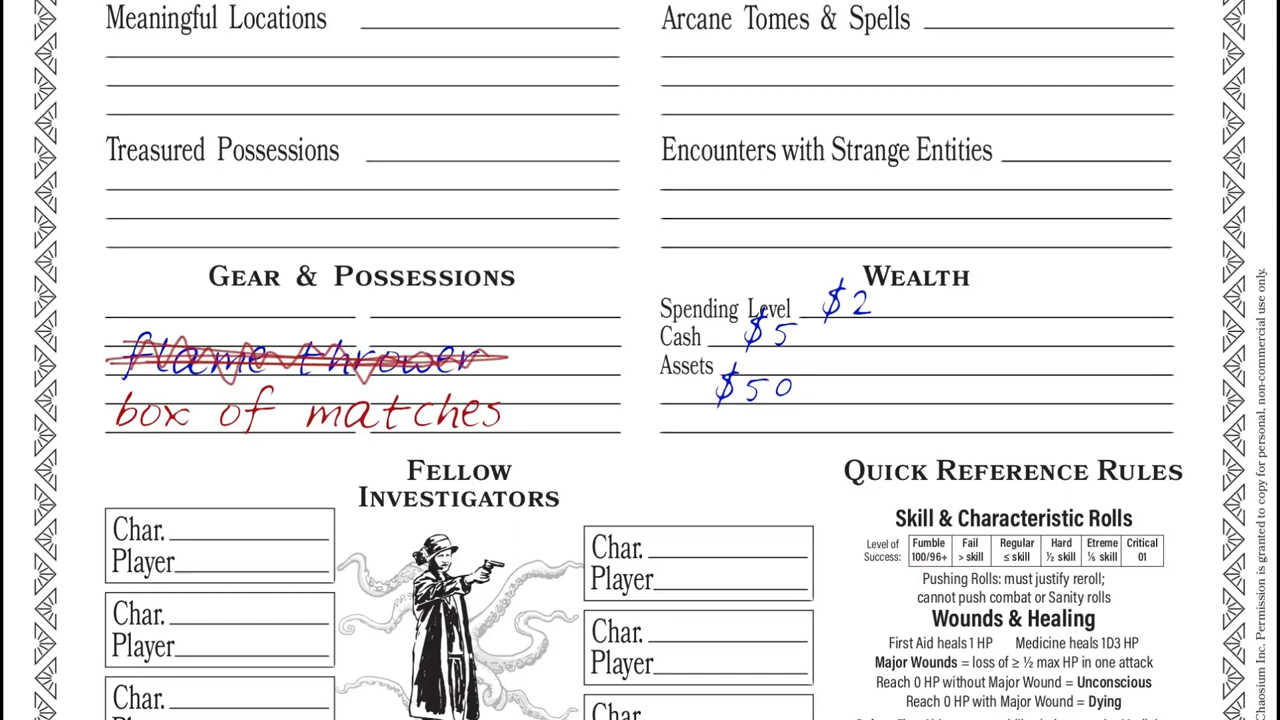 Meaningful Locations
Arcane Tomes & Spells
Treasured Possessions
Encounters with Strange Entities
GEAR & POSSESSIONS
flame thrower
box of matches
WEALTH
Spending Level $2
Cash $5
Assets $50
FELLOW
INVESTIGATORS
Char.
Player
Char.
Player
Char.
Char.
Player
Char.
Player
Char.
QUICK REFERENCE RULES
Skill & Characteristic Rolls
Level of Success: Fumble 100/96+ Fail > skill Regular ≤ skill Hard ½ skill Etreme ⅕ skill Critical 01
Pushing Rolls: must justify reroll;
cannot push combat or Sanity rolls
Wounds & Healing
First Aid heals 1 HP Medicine heals 1D3 HP
Major Wounds = loss of ≥ ½ max HP in one attack
Reach 0 HP without Major Wound = Unconscious
Reach 0 HP with Major Wound = Dying
Chaosium Inc. Permission is granted to copy for personal, non-commercial use only.